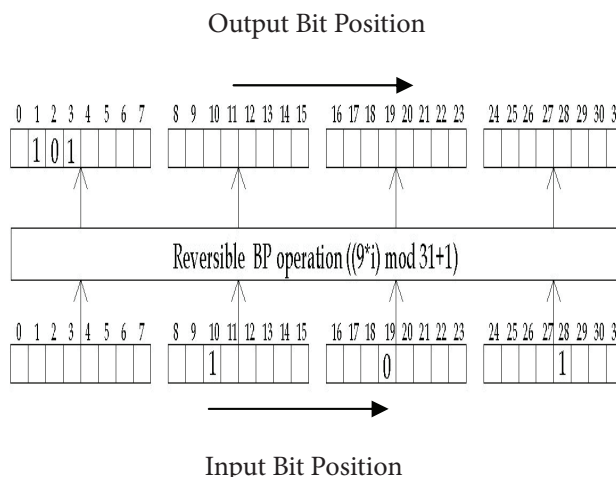 Output Bit Position
0 1 2 3 4 5 6 7 8 9 10 11 12 13 14 15 16 17 18 19 20 21 22 23 24 25 26 27 28 29 30 3
1 0 1
Reversible BP operation ((9*i) mod 31+1)
0 1 2 3 4 5 6 7 8 9 10 11 12 13 14 15 16 17 18 19 20 21 22 23 24 25 26 27 28 29 30 3
1 0 1
Input Bit Position